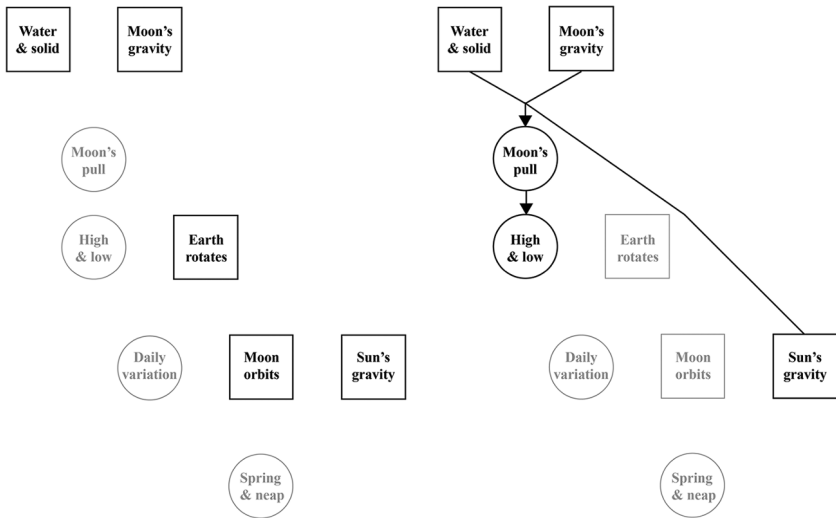 Water
& solid
Moon's
gravity
Moon's
pull
High
& low
Earth
rotates
Daily
variation
Moon
orbits
Sun's
gravity
Spring
& neap
Water
& solid
Moon's
gravity
Moon's
pull
High
& low
Earth
rotates
Daily
variation
Moon
orbits
Sun's
gravity
Spring
& neap